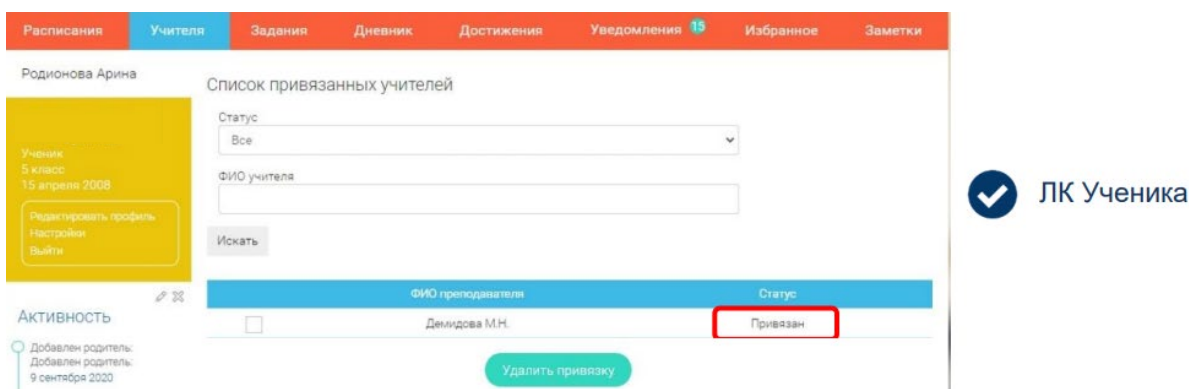 Расписания Учителя Задания Дневник Достижения Уведомления 15 Избранное Заметки
Родионова Арина
Ученик
5 класс
15 апреля 2008
Редактировать профиль
Настройки
Выйти
Активность
Добавлен родитель:
Добавлен родитель:
9 сентября 2020
Список привязанных учителей
Статус
Все
ФИО учителя
Искать
ФИО преподавателя Статус
Демидова М.Н. Привязан
Удалить привязку
ЛК Ученика